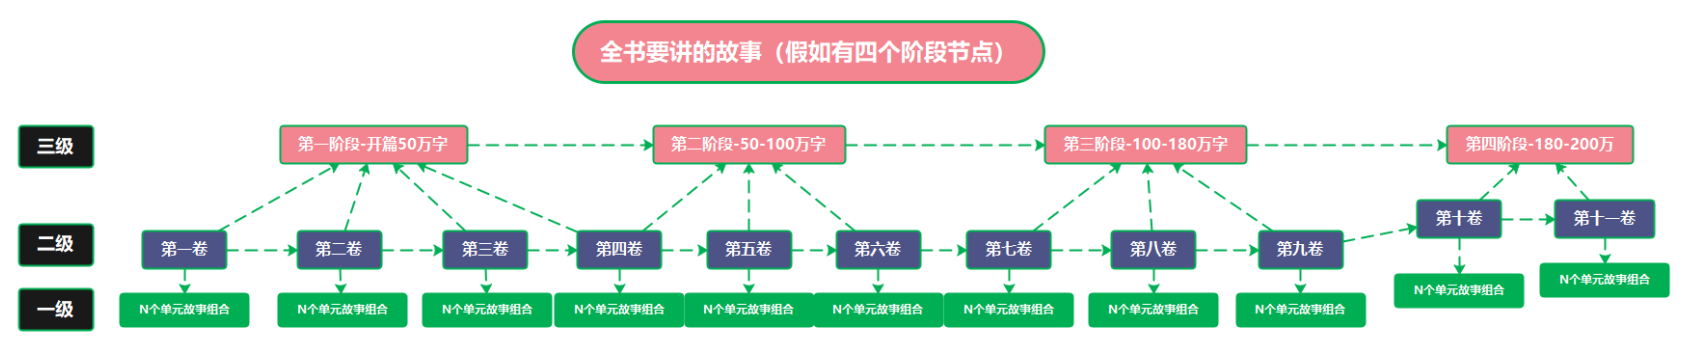 全书要讲的故事（假如有四个阶段节点）
三级
第一阶段-开篇50万字
第二阶段-50-100万字
第三阶段-100-180万字
第四阶段-180-200万
二级
第一卷
第二卷
第三卷
第四卷
第五卷
第六卷
第七卷
第八卷
第九卷
第十卷
第十一卷
一级
N个单元故事组合
N个单元故事组合
N个单元故事组合
N个单元故事组合
N个单元故事组合
N个单元故事组合
N个单元故事组合
N个单元故事组合
N个单元故事组合
N个单元故事组合
N个单元故事组合